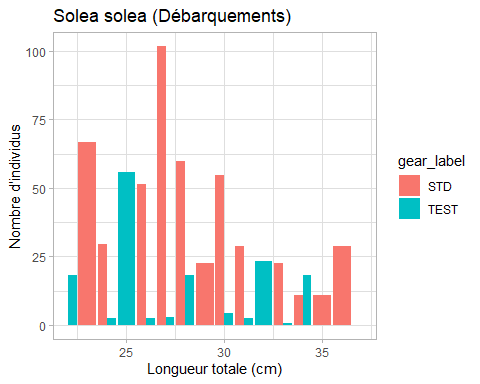 Solea solea (Débarquements)
Nombre d'individus
100
75
50
25
0
25
30
35
Longueur totale (cm)
gear_label
STD
TEST